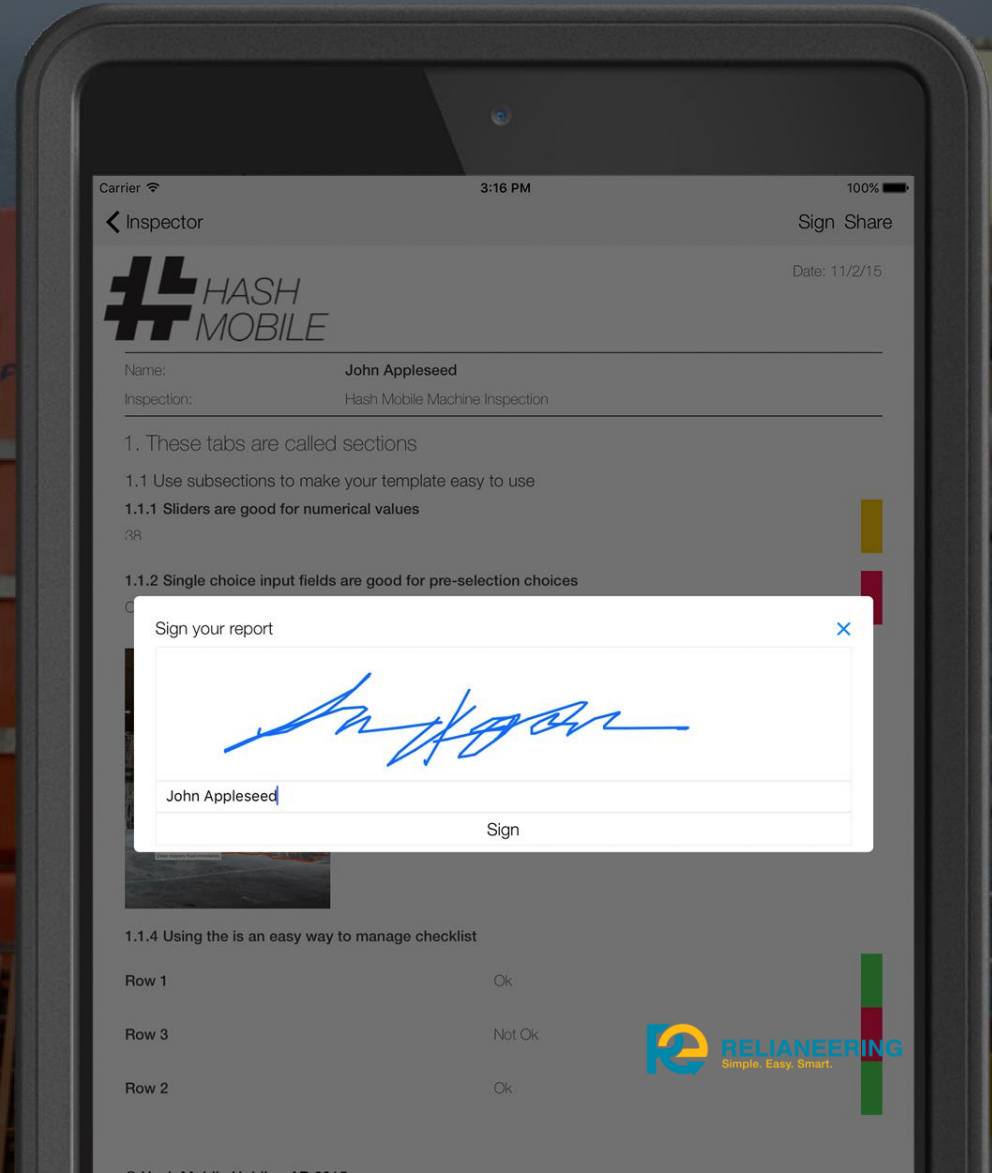 Carrier 3:16 PM 100%
Inspector Sign Share
HASH
MOBILE
Date: 11/2/15
Name: John Appleseed
Inspection: Hash Mobile Machine Inspection
1. These tabs are called sections
1.1 Use subsections to make your template easy to use
1.1.1 Sliders are good for numerical values
38
1.1.2 Single choice input fields are good for pre-selection choices
Sign your report
John Appleseed
Sign
1.1.4 Using the is an easy way to manage checklist
Row 1 Ok
Row 3 Not Ok
RELIANEERING
Simple. Easy. Smart.
Row 2 Ok